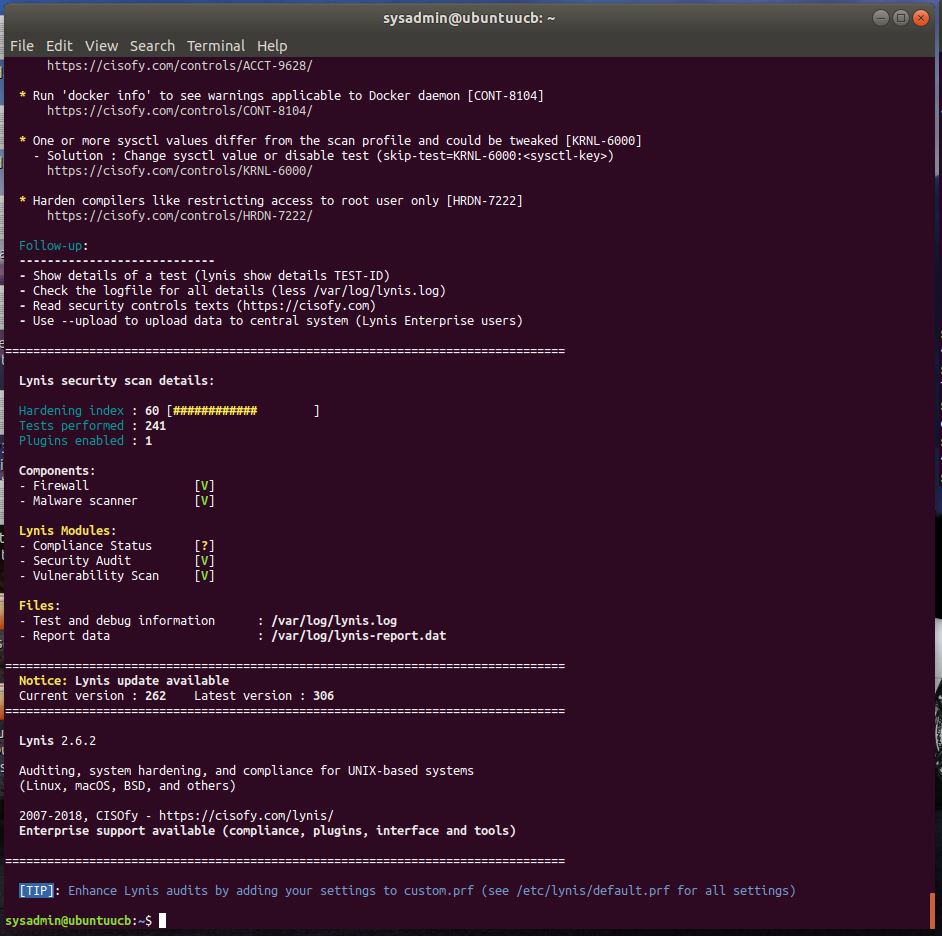 sysadmin@ubuntuucb: ~
File Edit View Search Terminal Help
https://cisofy.com/controls/ACCT-9628/
* Run 'docker info' to see warnings applicable to Docker daemon [CONT-8104]
https://cisofy.com/controls/CONT-8104/
* One or more sysctl values differ from the scan profile and could be tweaked [KRNL-6000]
- Solution : Change sysctl value or disable test (skip-test=KRNL-6000:<sysctl-key>)
https://cisofy.com/controls/KRNL-6000/
* Harden compilers like restricting access to root user only [HRDN-7222]
https://cisofy.com/controls/HRDN-7222/
Follow-up:
----------------------------
- Show details of a test (lynis show details TEST-ID)
- Check the logfile for all details (less /var/log/lynis.log)
- Read security controls texts (https://cisofy.com)
- Use --upload to upload data to central system (Lynis Enterprise users)
================================================================================
Lynis security scan details:
Hardening index : 60 [############        ]
Tests performed : 241
Plugins enabled : 1
Components:
- Firewall [V]
- Malware scanner [V]
Lynis Modules:
- Compliance Status [?]
- Security Audit [V]
- Vulnerability Scan [V]
Files:
- Test and debug information : /var/log/lynis.log
- Report data : /var/log/lynis-report.dat
================================================================================
Notice: Lynis update available
Current version : 262 Latest version : 306
================================================================================
Lynis 2.6.2
Auditing, system hardening, and compliance for UNIX-based systems
(Linux, macOS, BSD, and others)
2007-2018, CISOfy - https://cisofy.com/lynis/
Enterprise support available (compliance, plugins, interface and tools)
================================================================================
[TIP]: Enhance Lynis audits by adding your settings to custom.prf (see /etc/lynis/default.prf for all settings)
sysadmin@ubuntuucb:~$